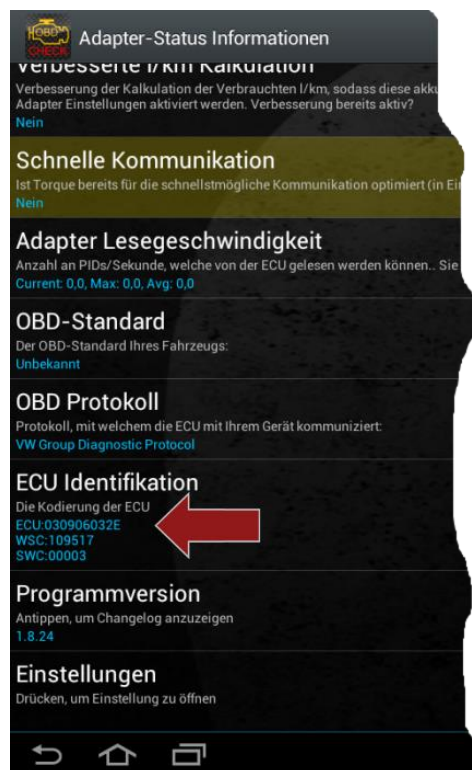 OBD
CHECK
Adapter-Status Informationen
Verbesserte l/km Kalkulation
Verbesserung der Kalkulation der Verbrauchten l/km, sodass diese akku
Adapter Einstellungen aktiviert werden. Verbesserung bereits aktiv?
Nein
Schnelle Kommunikation
Ist Torque bereits für die schnellstmögliche Kommunikation optimiert (in Ei
Nein
Adapter Lesegeschwindigkeit
Anzahl an PIDs/Sekunde, welche von der ECU gelesen werden können.. Sie
Current: 0,0, Max: 0,0, Avg: 0,0
OBD-Standard
Der OBD-Standard Ihres Fahrzeugs:
Unbekannt
OBD Protokoll
Protokoll, mit welchem die ECU mit Ihrem Gerät kommuniziert:
VW Group Diagnostic Protocol
ECU Identifikation
Die Kodierung der ECU
ECU:030906032E
WSC:109517
SWC:00003
Programmversion
Antippen, um Changelog anzuzeigen
1.8.24
Einstellungen
Drücken, um Einstellung zu öffnen